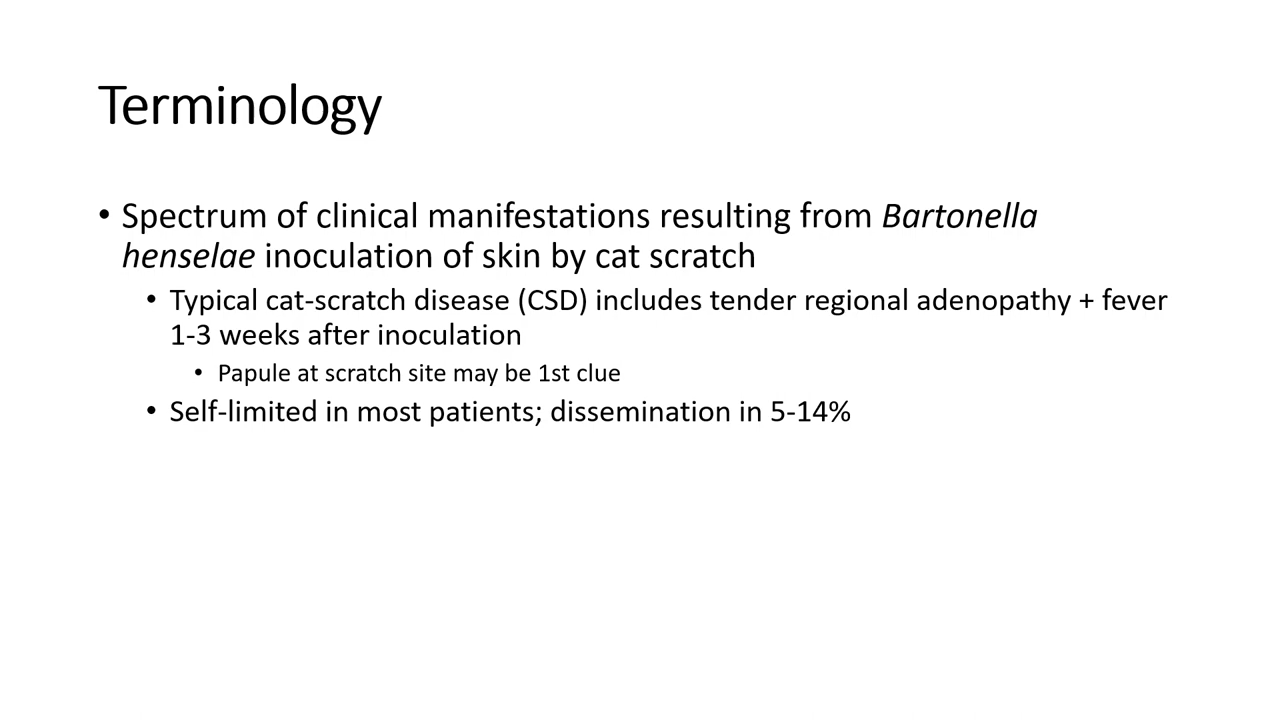 Terminology
• Spectrum of clinical manifestations resulting from Bartonella
henselae inoculation of skin by cat scratch
• Typical cat-scratch disease (CSD) includes tender regional adenopathy + fever
1-3 weeks after inoculation
• Papule at scratch site may be 1st clue
• Self-limited in most patients; dissemination in 5-14%